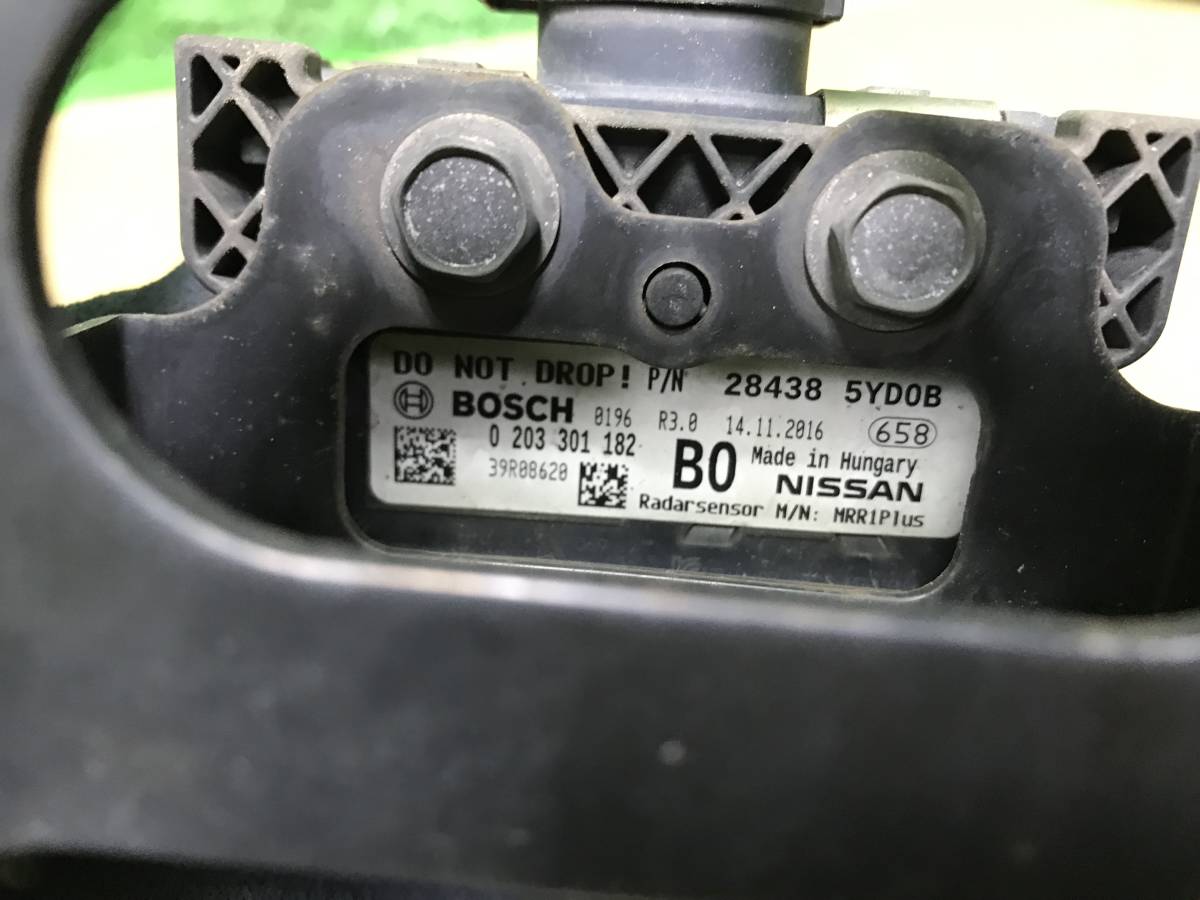 DO NOT DROP! P/N 28438 5YD0B
BOSCH 0196 R3.0 14.11.2016 658
0 203 301 182 B0 Made in Hungary
39R08620 NISSAN
Radarsensor M/N: MRR1Plus